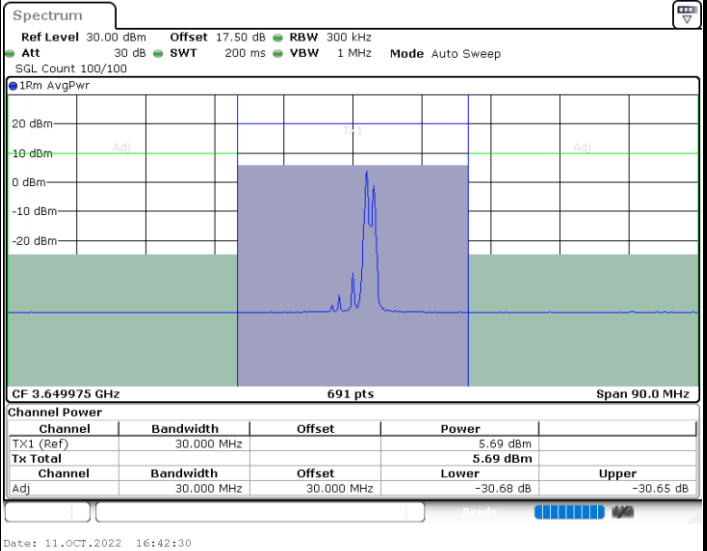 Spectrum
Ref Level 30.00 dBm Offset 17.50 dB RBW 300 kHz
Att 30 dB SWT 200 ms VBW 1 MHz Mode Auto Sweep
SGL Count 100/100
1Rm AvgPwr
20 dBm
TX1
Adj Adj
10 dBm
0 dBm
-10 dBm
-20 dBm
CF 3.649975 GHz 691 pts Span 90.0 MHz
Channel Power
Channel Bandwidth Offset Power
TX1 (Ref) 30.000 MHz 5.69 dBm
Tx Total 5.69 dBm
Channel Bandwidth Offset Lower Upper
Adj 30.000 MHz 30.000 MHz -30.68 dB -30.65 dB
Ready
Date: 11.OCT.2022 16:42:30